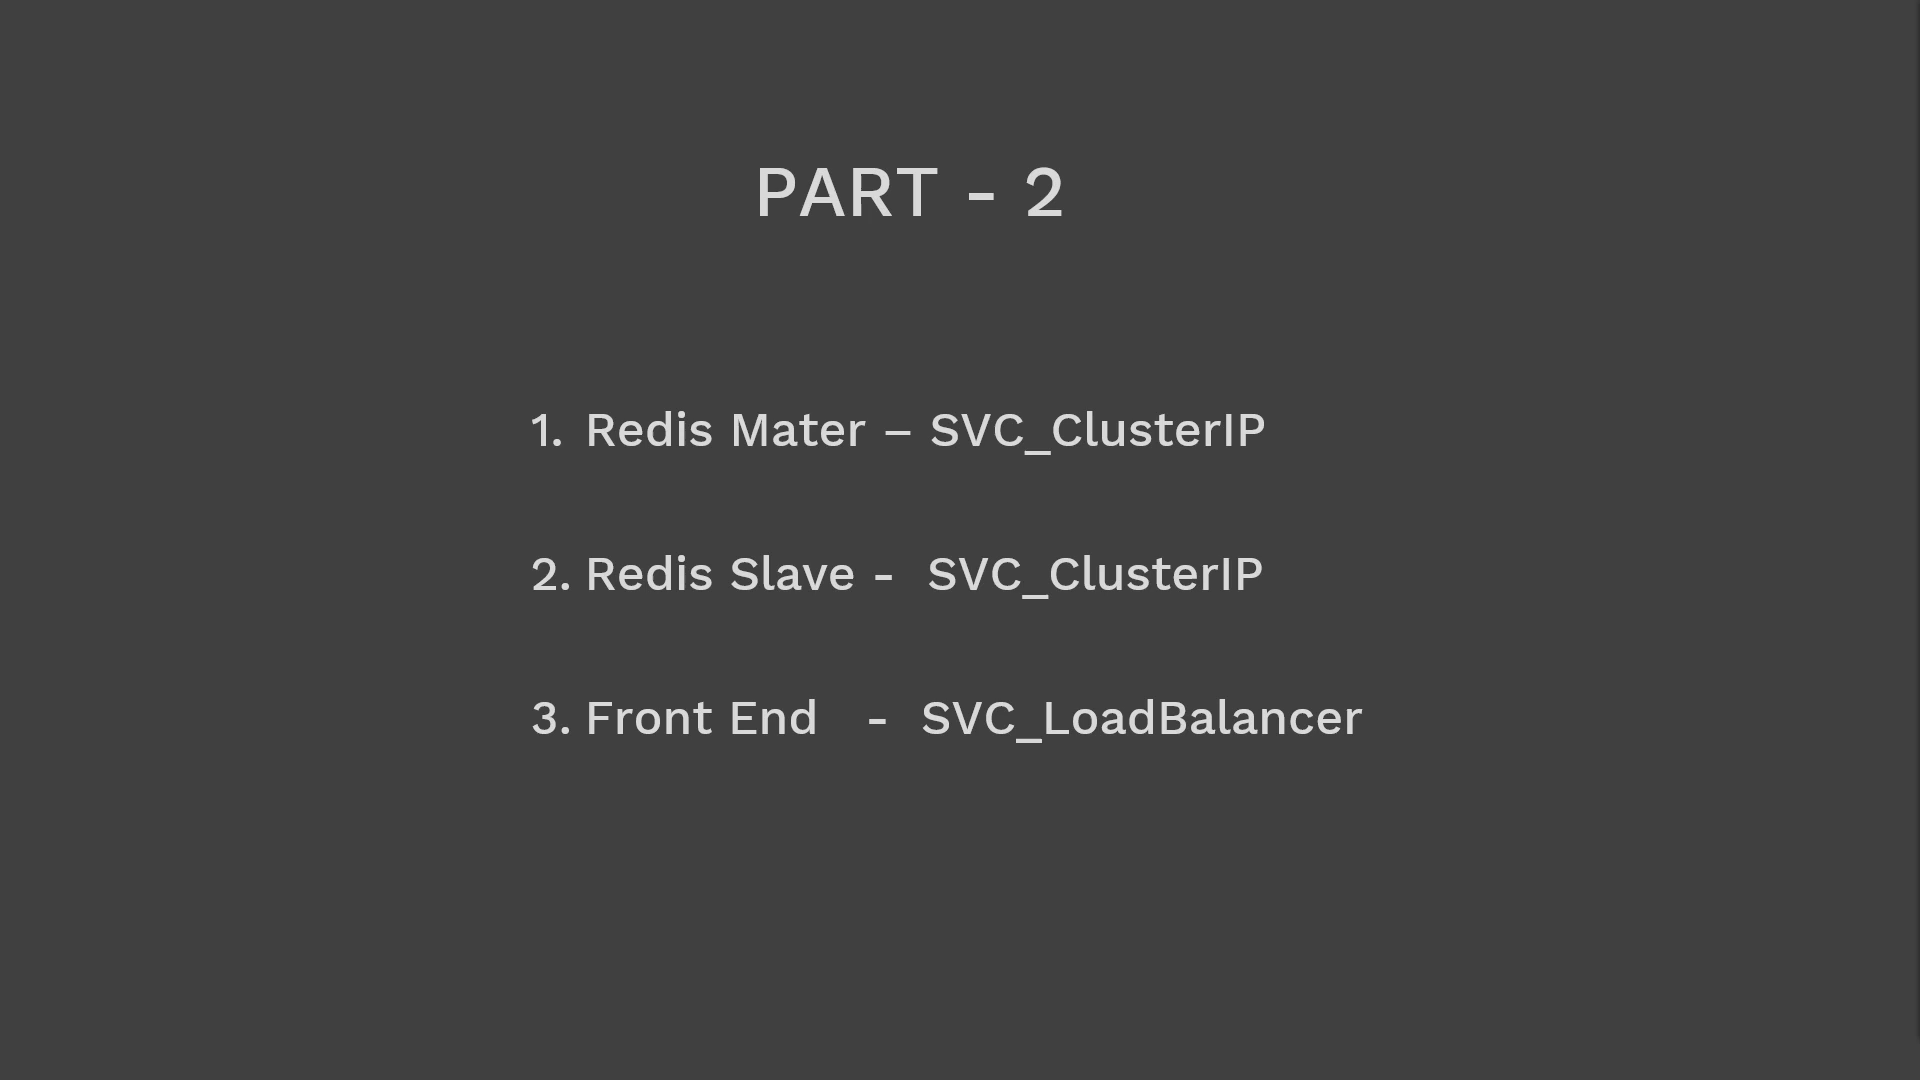 PART - 2
1. Redis Mater – SVC_ClusterIP
2. Redis Slave - SVC_ClusterIP
3. Front End - SVC_LoadBalancer